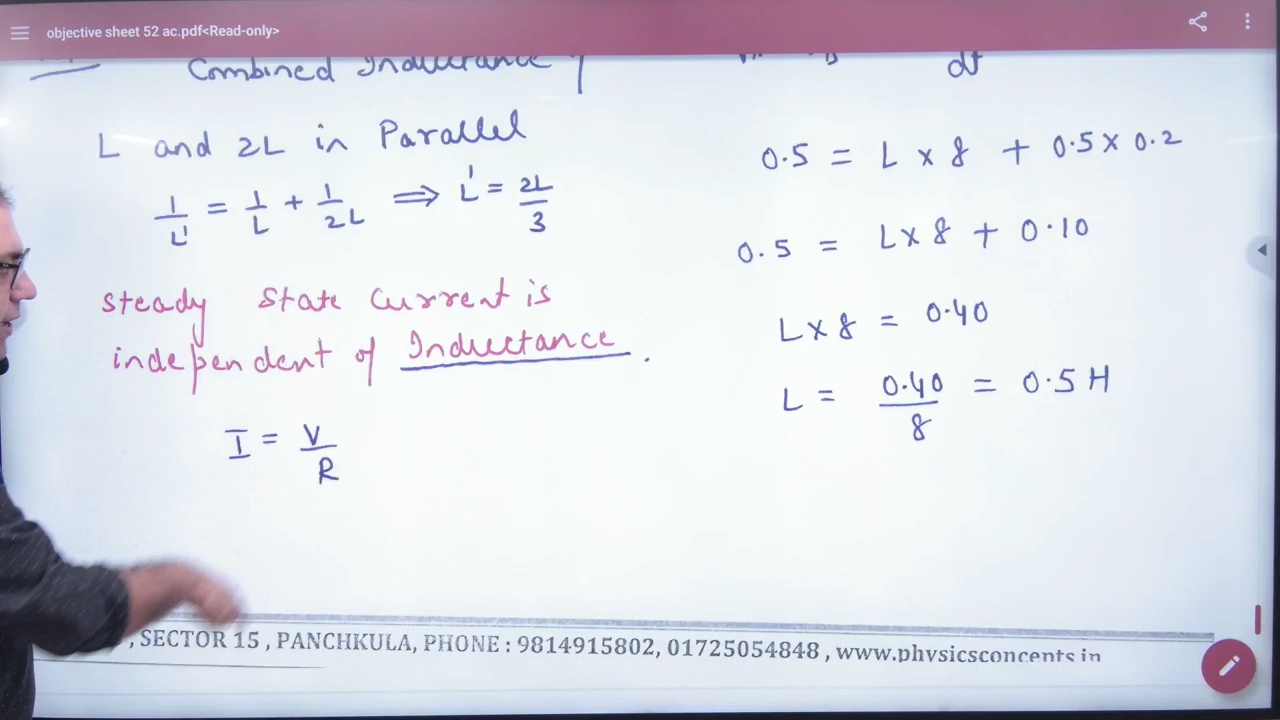 objective sheet 52 ac.pdf<Read-only>
Combined Inductance of
dt
L and 2L in Parallel
1/L' = 1/L + 1/2L ⟹ L' = 2L/3
steady State Current is
independent of Inductance.
I = V/R
0.5 = L x 8 + 0.5 x 0.2
0.5 = L x 8 + 0.10
L x 8 = 0.40
L = 0.40/8 = 0.5 H
, SECTOR 15 , PANCHKULA, PHONE : 9814915802, 01725054848 , www.physicsconcepts.in